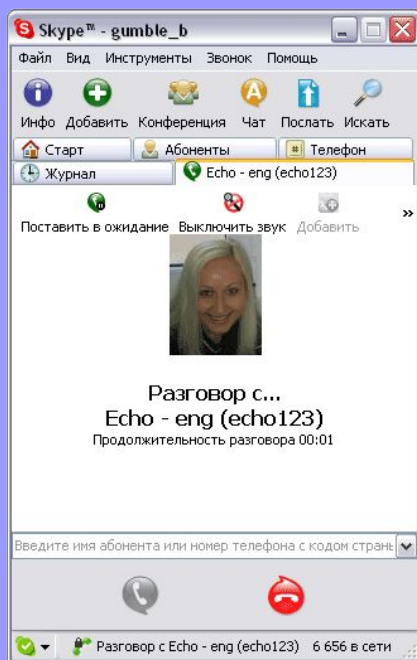 Skype™ - gumble_b
Файл Вид Инструменты Звонок Помощь
Инфо Добавить Конференция Чат Послать Искать
Старт Абоненты Телефон
Журнал Echo - eng (echo123)
Поставить в ожидание Выключить звук Добавить »
Разговор с...
Echo - eng (echo123)
Продолжительность разговора 00:01
Введите имя абонента или номер телефона с кодом страны
Разговор с Echo - eng (echo123) 6 656 в сети